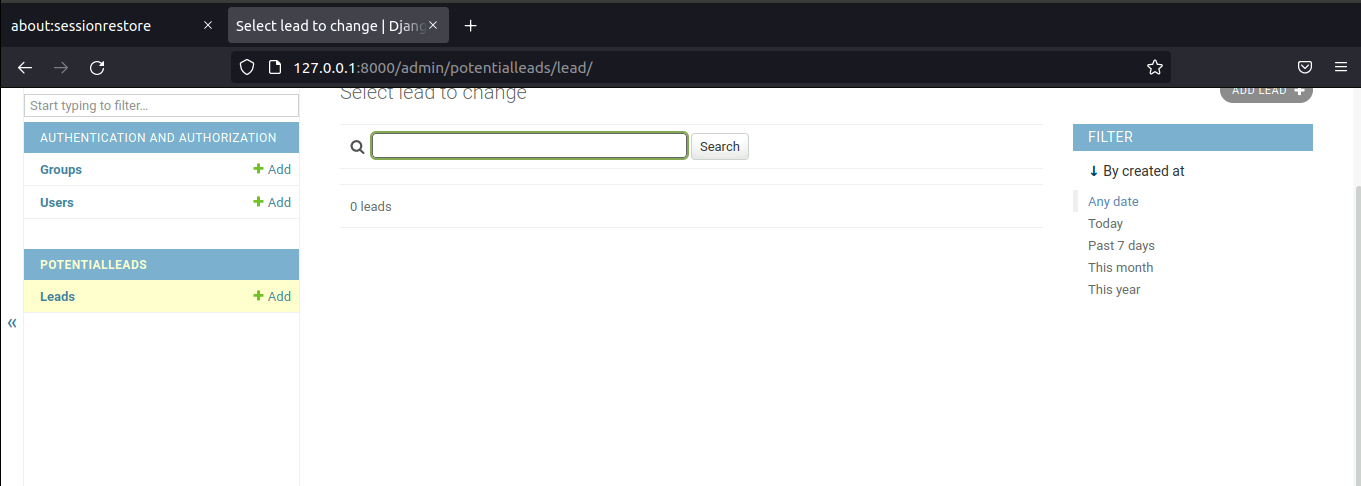 about:sessionrestore
Select lead to change | Djang
127.0.0.1:8000/admin/potentialleads/lead/
Start typing to filter…
AUTHENTICATION AND AUTHORIZATION
Groups
Add
Users
Add
POTENTIALLEADS
Leads
Add
«
Select lead to change
ADD LEAD
Search
0 leads
FILTER
↓ By created at
Any date
Today
Past 7 days
This month
This year